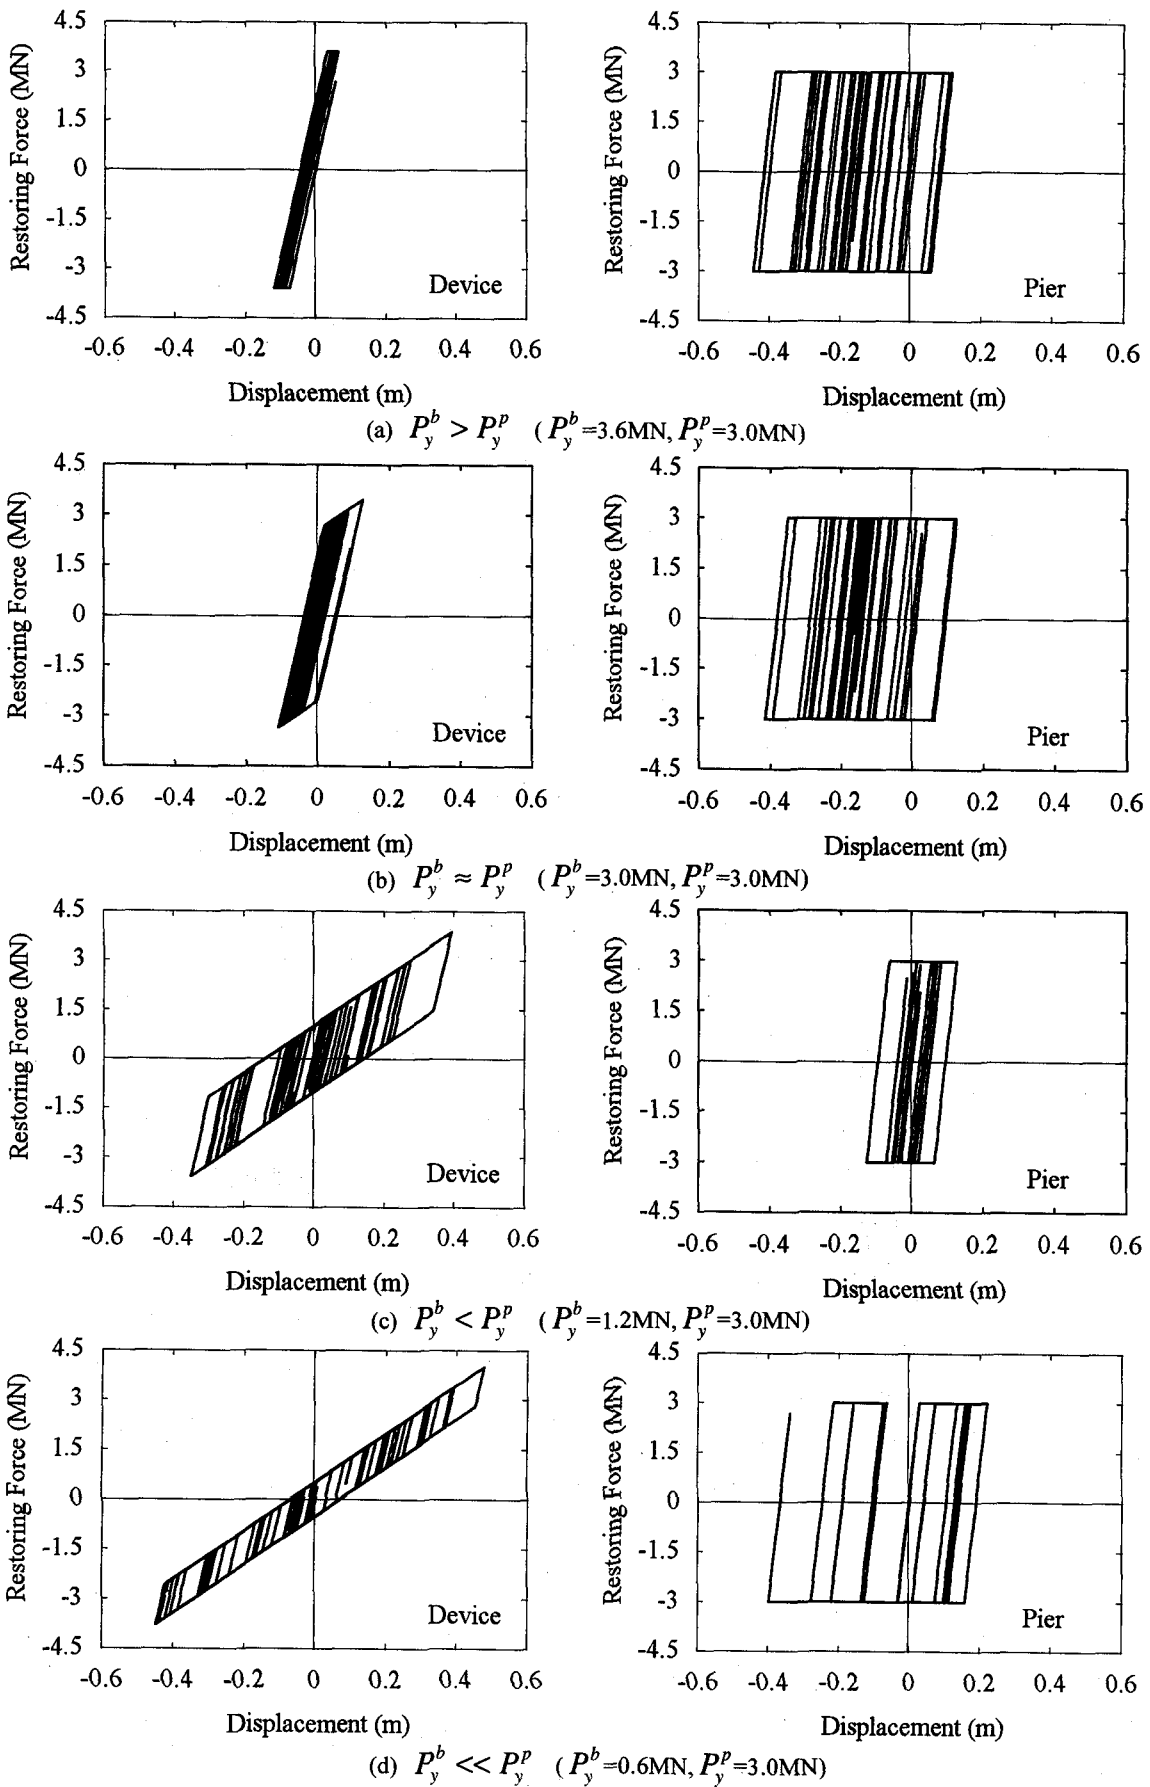 4.5
3
1.5
0
-1.5
-3
-4.5
Restoring Force (MN)
Device
-0.6 -0.4 -0.2 0 0.2 0.4 0.6
Displacement (m)
4.5
3
1.5
0
-1.5
-3
-4.5
Restoring Force (MN)
Pier
-0.6 -0.4 -0.2 0 0.2 0.4 0.6
Displacement (m)
(a) P_y^b > P_y^p ( P_y^b=3.6MN, P_y^p=3.0MN)
4.5
3
1.5
0
-1.5
-3
-4.5
Restoring Force (MN)
Device
-0.6 -0.4 -0.2 0 0.2 0.4 0.6
Displacement (m)
4.5
3
1.5
0
-1.5
-3
-4.5
Restoring Force (MN)
Pier
-0.6 -0.4 -0.2 0 0.2 0.4 0.6
Displacement (m)
(b) P_y^b ≈ P_y^p ( P_y^b=3.0MN, P_y^p=3.0MN)
4.5
3
1.5
0
-1.5
-3
-4.5
Restoring Force (MN)
Device
-0.6 -0.4 -0.2 0 0.2 0.4 0.6
Displacement (m)
4.5
3
1.5
0
-1.5
-3
-4.5
Restoring Force (MN)
Pier
-0.6 -0.4 -0.2 0 0.2 0.4 0.6
Displacement (m)
(c) P_y^b < P_y^p ( P_y^b=1.2MN, P_y^p=3.0MN)
4.5
3
1.5
0
-1.5
-3
-4.5
Restoring Force (MN)
Device
-0.6 -0.4 -0.2 0 0.2 0.4 0.6
Displacement (m)
4.5
3
1.5
0
-1.5
-3
-4.5
Restoring Force (MN)
Pier
-0.6 -0.4 -0.2 0 0.2 0.4 0.6
Displacement (m)
(d) P_y^b << P_y^p ( P_y^b=0.6MN, P_y^p=3.0MN)